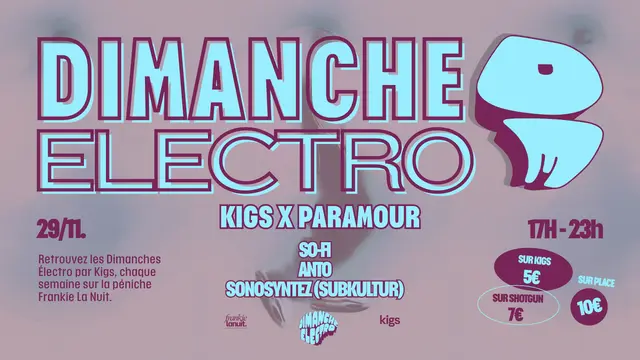 DIMANCHE
ELECTRO
DE
KIGS X PARAMOUR
29/11.
17H - 23h
Retrouvez les Dimanches
Électro par Kigs, chaque
semaine sur la péniche
Frankie La Nuit.
SO-FI
ANTO
SONOSYNTEZ (SUBKULTUR)
SUR KIGS
5€
SUR SHOTGUN
7€
SUR PLACE
10€
frankie
lanuit.
DIMANCHE
ELECTRO
kigs